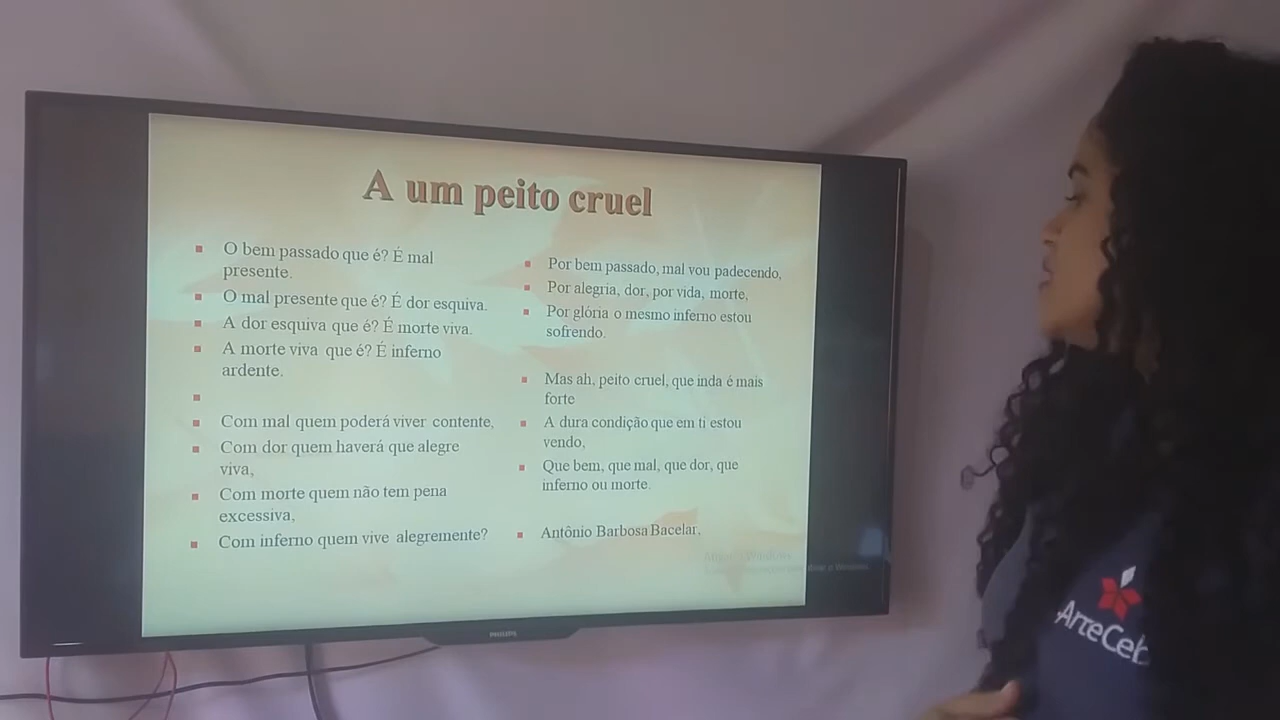 A um peito cruel
O bem passado que é? É mal
presente.
O mal presente que é? É dor esquiva.
A dor esquiva que é? É morte viva.
A morte viva que é? É inferno
ardente.
Com mal quem poderá viver contente,
Com dor quem haverá que alegre
viva,
Com morte quem não tem pena
excessiva,
Com inferno quem vive alegremente?
Por bem passado, mal vou padecendo,
Por alegria, dor, por vida, morte,
Por glória o mesmo inferno estou
sofrendo.
Mas ah, peito cruel, que inda é mais
forte
A dura condição que em ti estou
vendo,
Que bem, que mal, que dor, que
inferno ou morte.
Antônio Barbosa Bacelar.
PHILIPS